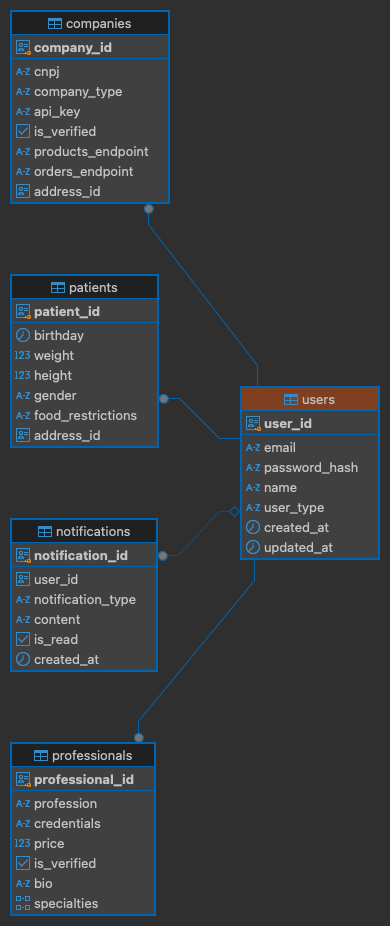 companies
company_id
A-Z cnpj
A-Z company_type
A-Z api_key
is_verified
A-Z products_endpoint
A-Z orders_endpoint
address_id
patients
patient_id
birthday
123 weight
123 height
A-Z gender
A-Z food_restrictions
address_id
users
user_id
A-Z email
A-Z password_hash
A-Z name
A-Z user_type
created_at
updated_at
notifications
notification_id
user_id
A-Z notification_type
A-Z content
is_read
created_at
professionals
professional_id
A-Z profession
A-Z credentials
123 price
is_verified
A-Z bio
specialties